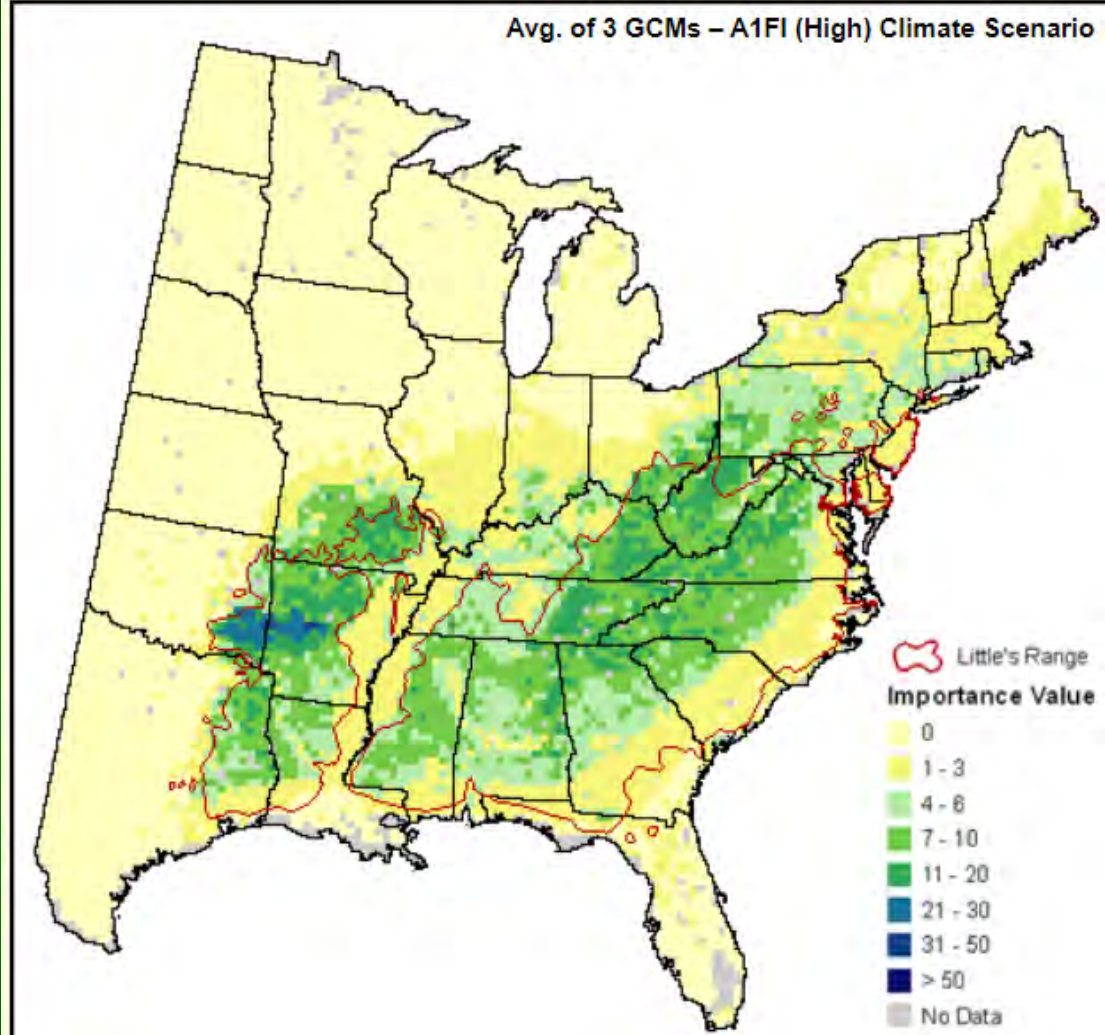 Avg. of 3 GCMs – A1FI (High) Climate Scenario
Little's Range
Importance Value
0
1 - 3
4 - 6
7 - 10
11 - 20
21 - 30
31 - 50
> 50
No Data